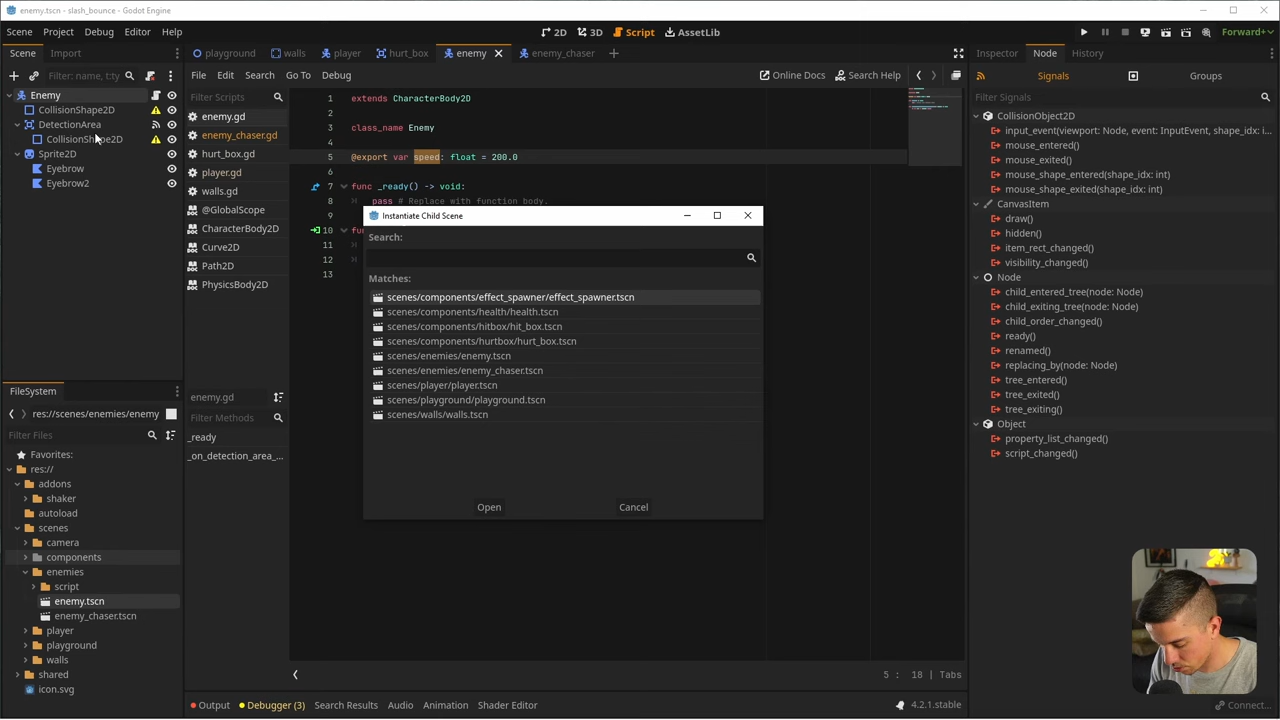 enemy.tscn - slash_bounce - Godot Engine
Scene Project Debug Editor Help
2D 3D Script AssetLib
Forward+
Scene Import
playground walls player hurt_box enemy enemy_chaser
Inspector Node History
Filter: name, t:ty
File Edit Search Go To Debug
Online Docs Search Help
Signals Groups
Enemy
CollisionShape2D
DetectionArea
CollisionShape2D
Sprite2D
Eyebrow
Eyebrow2
Filter Scripts
enemy.gd
enemy_chaser.gd
hurt_box.gd
player.gd
walls.gd
@GlobalScope
CharacterBody2D
Curve2D
Path2D
PhysicsBody2D
enemy.gd
Filter Methods
_ready
_on_detection_area_...
1 extends CharacterBody2D
2
3 class_name Enemy
4
5 @export var speed: float = 200.0
6
7 func _ready() -> void:
8 pass # Replace with function body.
9
10 fu
11
12
13
Instantiate Child Scene
Search:
Matches:
scenes/components/effect_spawner/effect_spawner.tscn
scenes/components/health/health.tscn
scenes/components/hitbox/hit_box.tscn
scenes/components/hurtbox/hurt_box.tscn
scenes/enemies/enemy.tscn
scenes/enemies/enemy_chaser.tscn
scenes/player/player.tscn
scenes/playground/playground.tscn
scenes/walls/walls.tscn
Open Cancel
Filter Signals
CollisionObject2D
input_event(viewport: Node, event: InputEvent, shape_idx: i...
mouse_entered()
mouse_exited()
mouse_shape_entered(shape_idx: int)
mouse_shape_exited(shape_idx: int)
CanvasItem
draw()
hidden()
item_rect_changed()
visibility_changed()
Node
child_entered_tree(node: Node)
child_exiting_tree(node: Node)
child_order_changed()
ready()
renamed()
replacing_by(node: Node)
tree_entered()
tree_exited()
tree_exiting()
Object
property_list_changed()
script_changed()
FileSystem
res://scenes/enemies/enemy
Filter Files
Favorites:
res://
addons
shaker
autoload
scenes
camera
components
enemies
script
enemy.tscn
enemy_chaser.tscn
player
playground
walls
shared
icon.svg
5 : 18 | Tabs
Output Debugger (3) Search Results Audio Animation Shader Editor
4.2.1.stable
Connect...